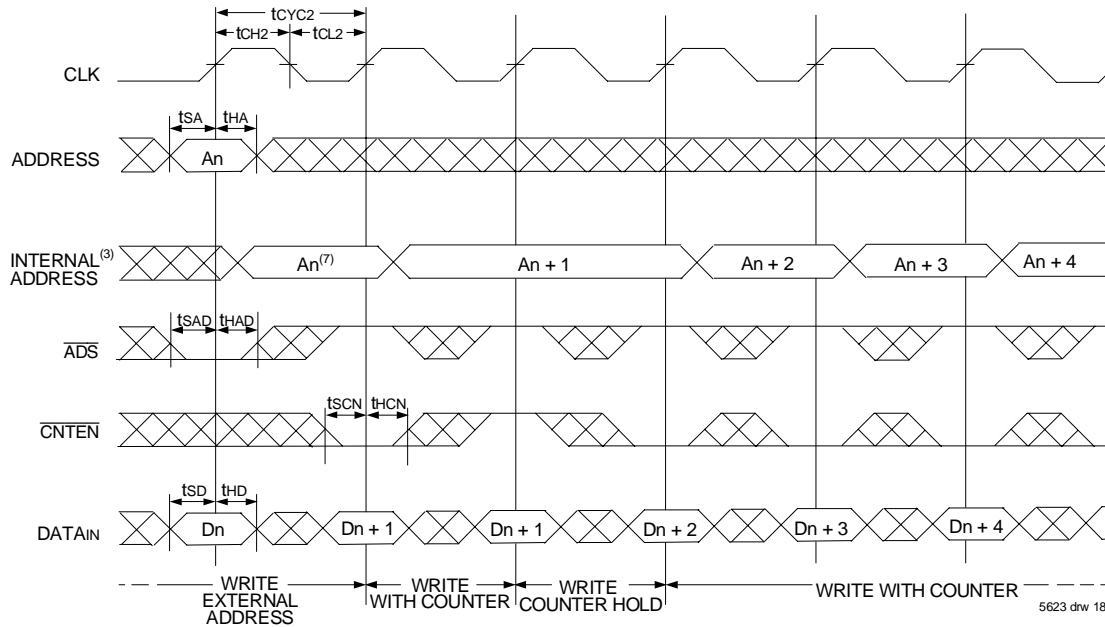 tCYC2
tCH2 tCL2
CLK
tSA tHA
ADDRESS An
INTERNAL(3)
ADDRESS
An(7) An + 1 An + 2 An + 3 An + 4
tSAD tHAD
ADS
tSCN tHCN
CNTEN
tSD tHD
DATAIN Dn Dn + 1 Dn + 1 Dn + 2 Dn + 3 Dn + 4
WRITE
EXTERNAL
ADDRESS
WRITE
WITH COUNTER
WRITE
COUNTER HOLD
WRITE WITH COUNTER
5623 drw 18